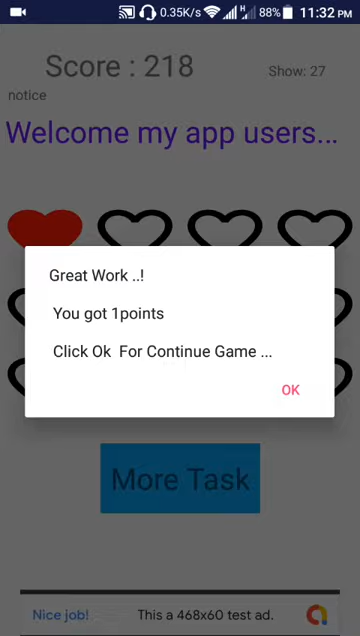 0.35K/s H 88% 11:32 PM
Score : 218
Show: 27
notice
Welcome my app users...
Great Work ..!
You got 1points
Click Ok  For Continue Game ...
OK
More Task
Nice job! This a 468x60 test ad.